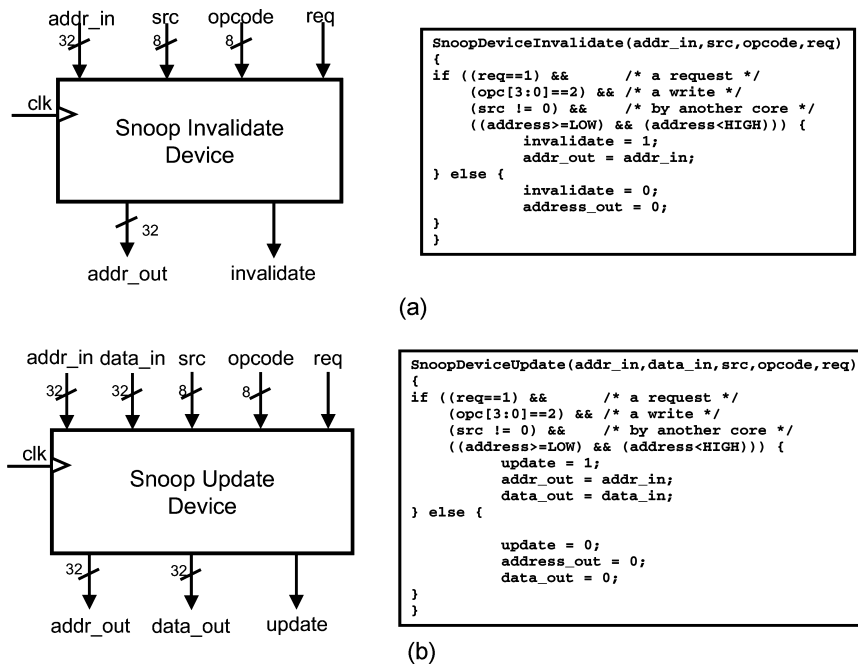 addr_in src opcode req
32 8 8
clk
Snoop Invalidate
Device
32
addr_out invalidate
SnoopDeviceInvalidate(addr_in,src,opcode,req)
{
if ((req==1) && /* a request */
(opc[3:0]==2) && /* a write */
(src != 0) && /* by another core */
((address>=LOW) && (address<HIGH))) {
invalidate = 1;
addr_out = addr_in;
} else {
invalidate = 0;
address_out = 0;
}
}
(a)
addr_in data_in src opcode req
32 32 8 8
clk
Snoop Update
Device
32 32
addr_out data_out update
SnoopDeviceUpdate(addr_in,data_in,src,opcode,req)
{
if ((req==1) && /* a request */
(opc[3:0]==2) && /* a write */
(src != 0) && /* by another core */
((address>=LOW) && (address<HIGH))) {
update = 1;
addr_out = addr_in;
data_out = data_in;
} else {
update = 0;
address_out = 0;
data_out = 0;
}
}
(b)